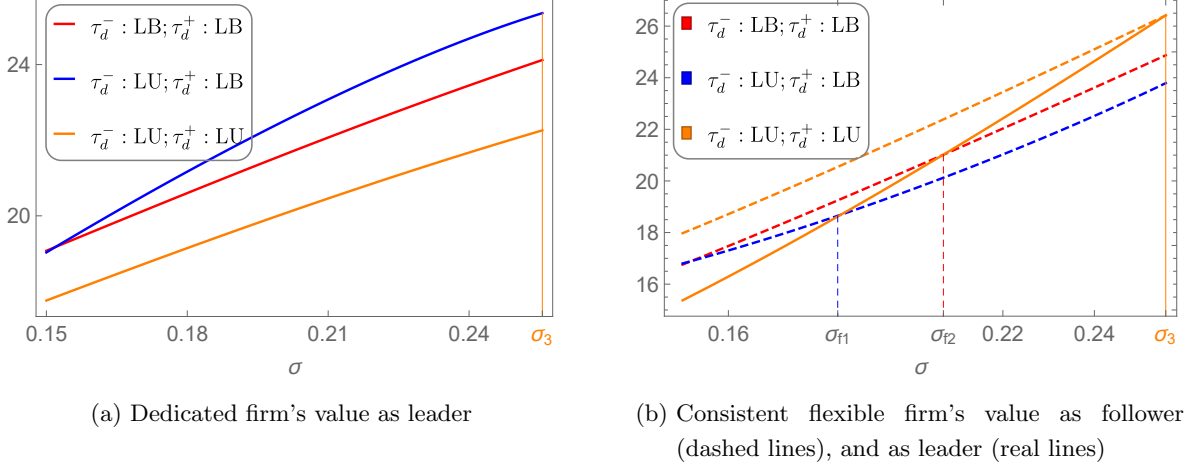 τ_d^- : LB; τ_d^+ : LB
τ_d^- : LU; τ_d^+ : LB
τ_d^- : LU; τ_d^+ : LU
24
20
0.15
0.18
0.21
0.24
σ₃
σ
(a) Dedicated firm's value as leader
τ_d^- : LB; τ_d^+ : LB
τ_d^- : LU; τ_d^+ : LB
τ_d^- : LU; τ_d^+ : LU
26
24
22
20
18
16
0.16
σ_f1
σ_f2
0.22
0.24
σ₃
σ
(b) Consistent flexible firm's value as follower
(dashed lines), and as leader (real lines)